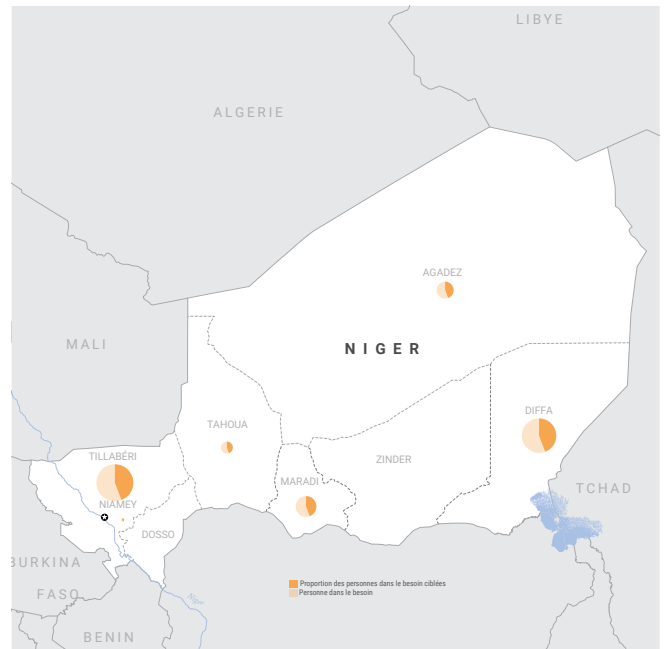 LIBYE
ALGERIE
AGADEZ
NIGER
MALI
DIFFA
TAHOUA
TILLABÉRI
ZINDER
MARADI
TCHAD
NIAMEY
DOSSO
BURKINA
FASO
Proportion des personnes dans le besoin ciblées
Personne dans le besoin
Niger
BENIN